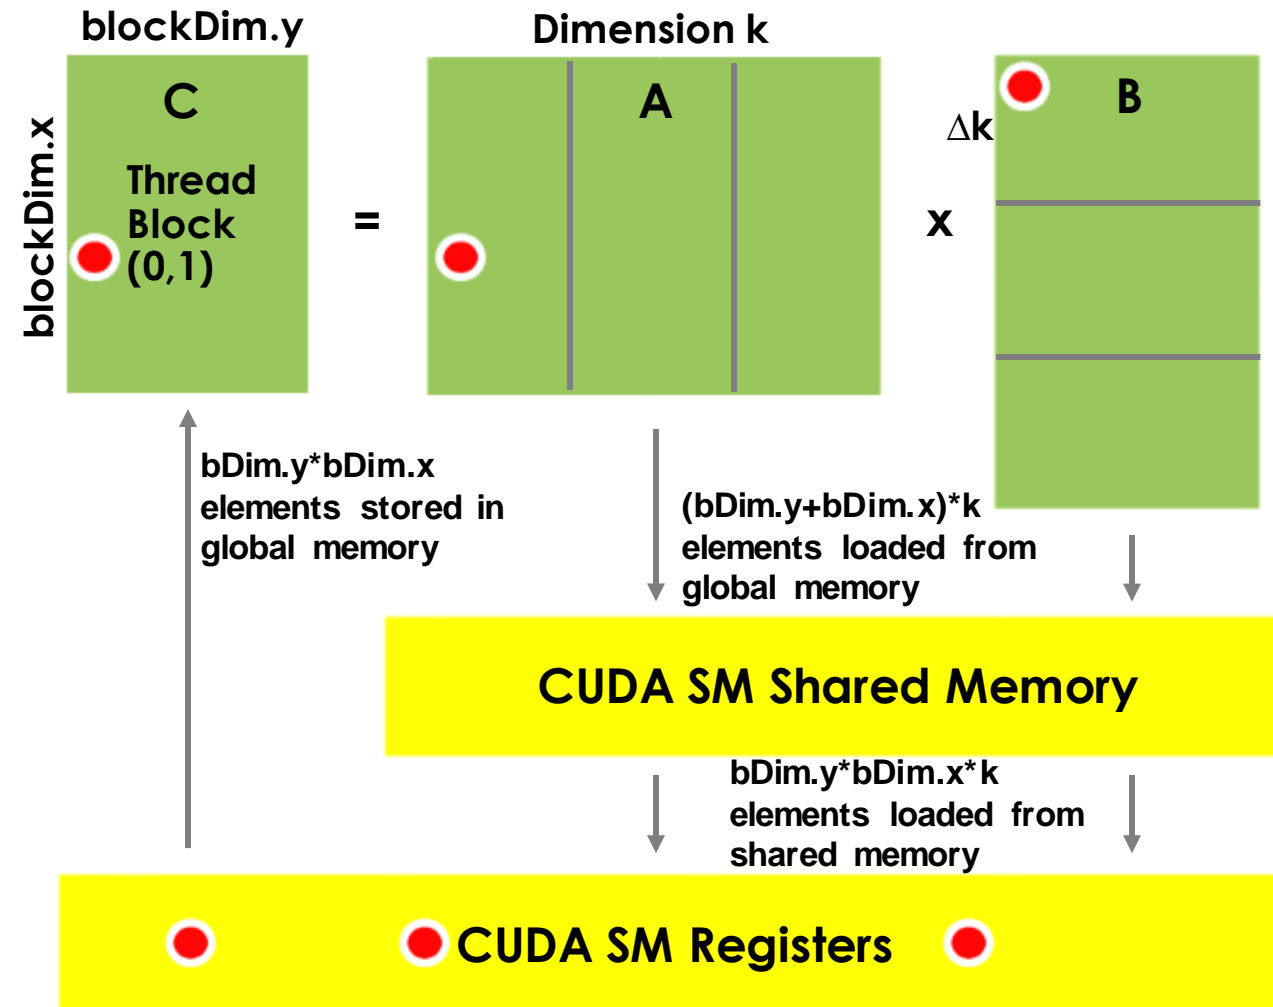 blockDim.y
Dimension k
C
A
B
Δk
blockDim.x
Thread
Block
(0,1)
=
x
bDim.y*bDim.x
elements stored in
global memory
(bDim.y+bDim.x)*k
elements loaded from
global memory
CUDA SM Shared Memory
bDim.y*bDim.x*k
elements loaded from
shared memory
CUDA SM Registers